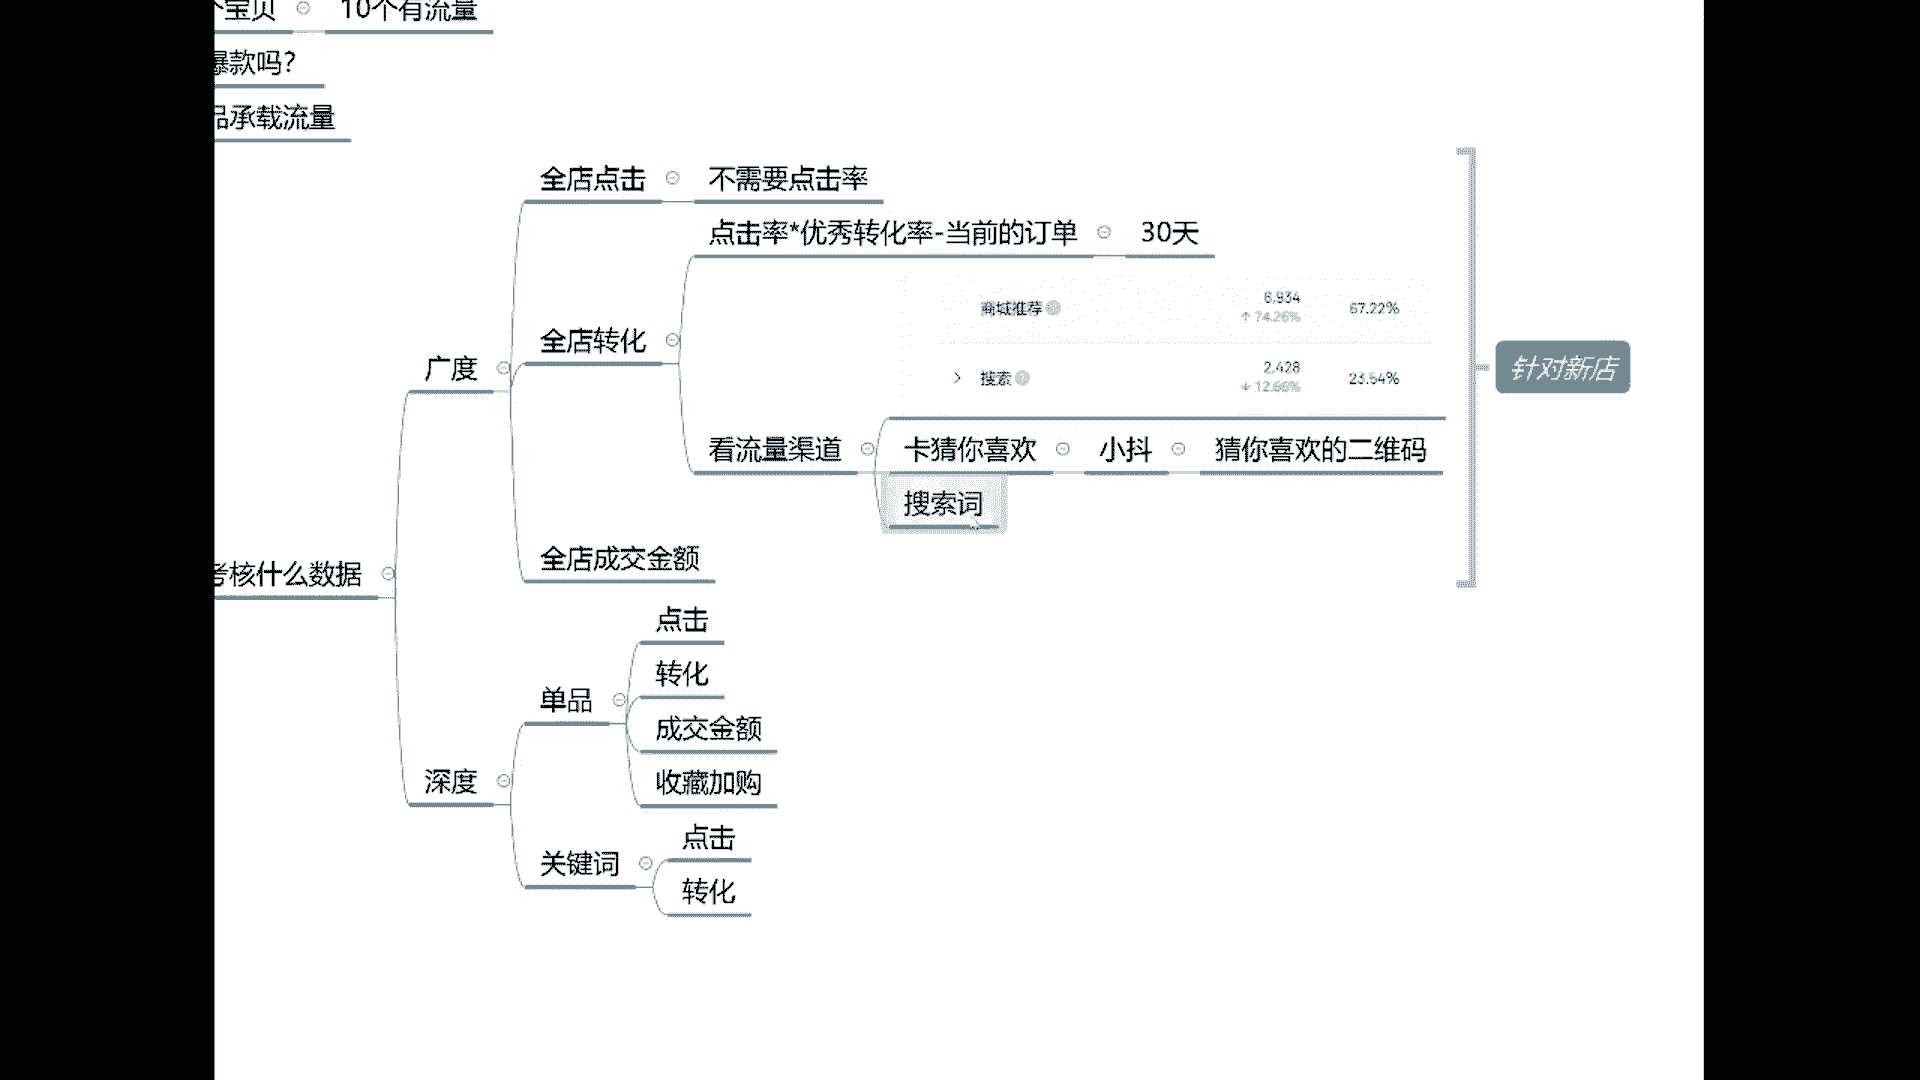 宝贝 10个有流量
爆款吗?
品承载流量
全店点击 不需要点击率
点击率*优秀转化率-当前的订单 30天
商城推荐 6,934 67.22%
↑ 74.26%
全店转化
广度
针对新店
搜索 2,428 23.54%
↓ 12.66%
看流量渠道 卡猜你喜欢 小抖 猜你喜欢的二维码
搜索词
全店成交金额
考核什么数据
点击
转化
单品
成交金额
收藏加购
深度
点击
关键词
转化